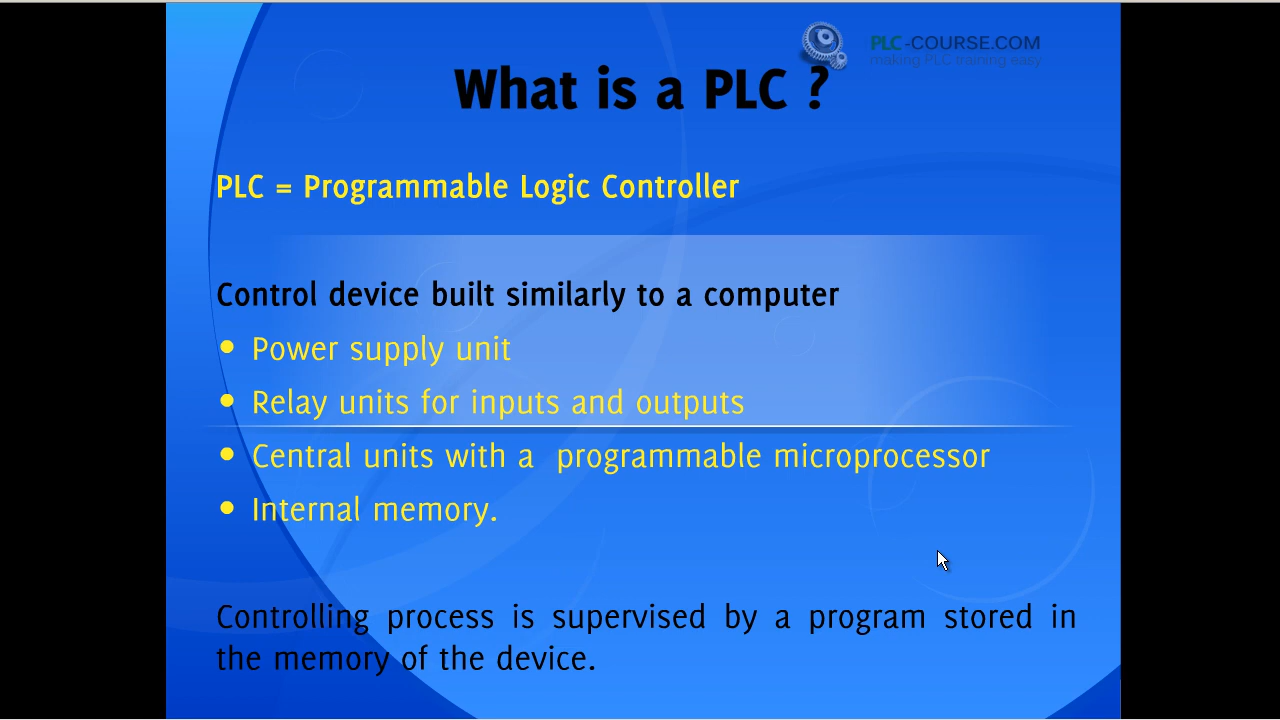 PLC-COURSE.COM
making PLC training easy
What is a PLC ?
PLC = Programmable Logic Controller
Control device built similarly to a computer
• Power supply unit
• Relay units for inputs and outputs
• Central units with a  programmable microprocessor
• Internal memory.
Controlling process is supervised by a program stored in
the memory of the device.